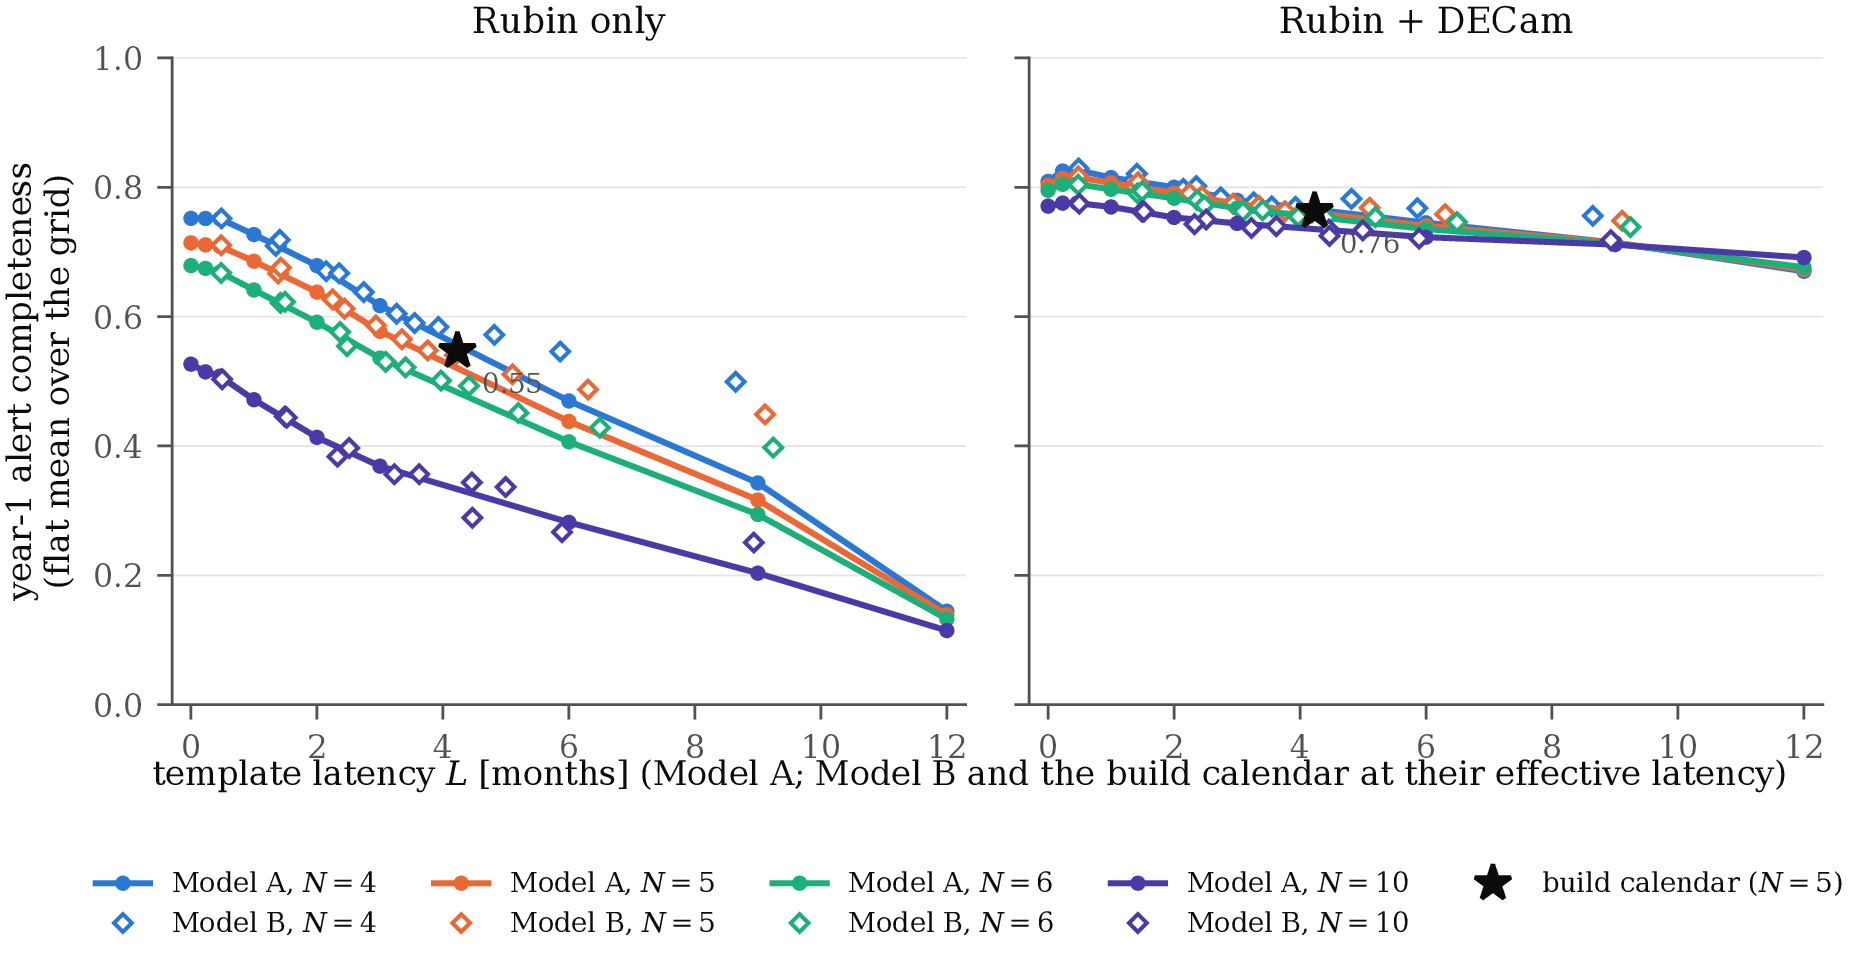 Rubin only
Rubin + DECam
year-1 alert completeness
(flat mean over the grid)
1.0
0.8
0.6
0.4
0.2
0.0
0.55
0.76
0 2 4 6 8 10 12
0 2 4 6 8 10 12
template latency L [months] (Model A; Model B and the build calendar at their effective latency)
Model A, N = 4
Model B, N = 4
Model A, N = 5
Model B, N = 5
Model A, N = 6
Model B, N = 6
Model A, N = 10
Model B, N = 10
build calendar (N = 5)